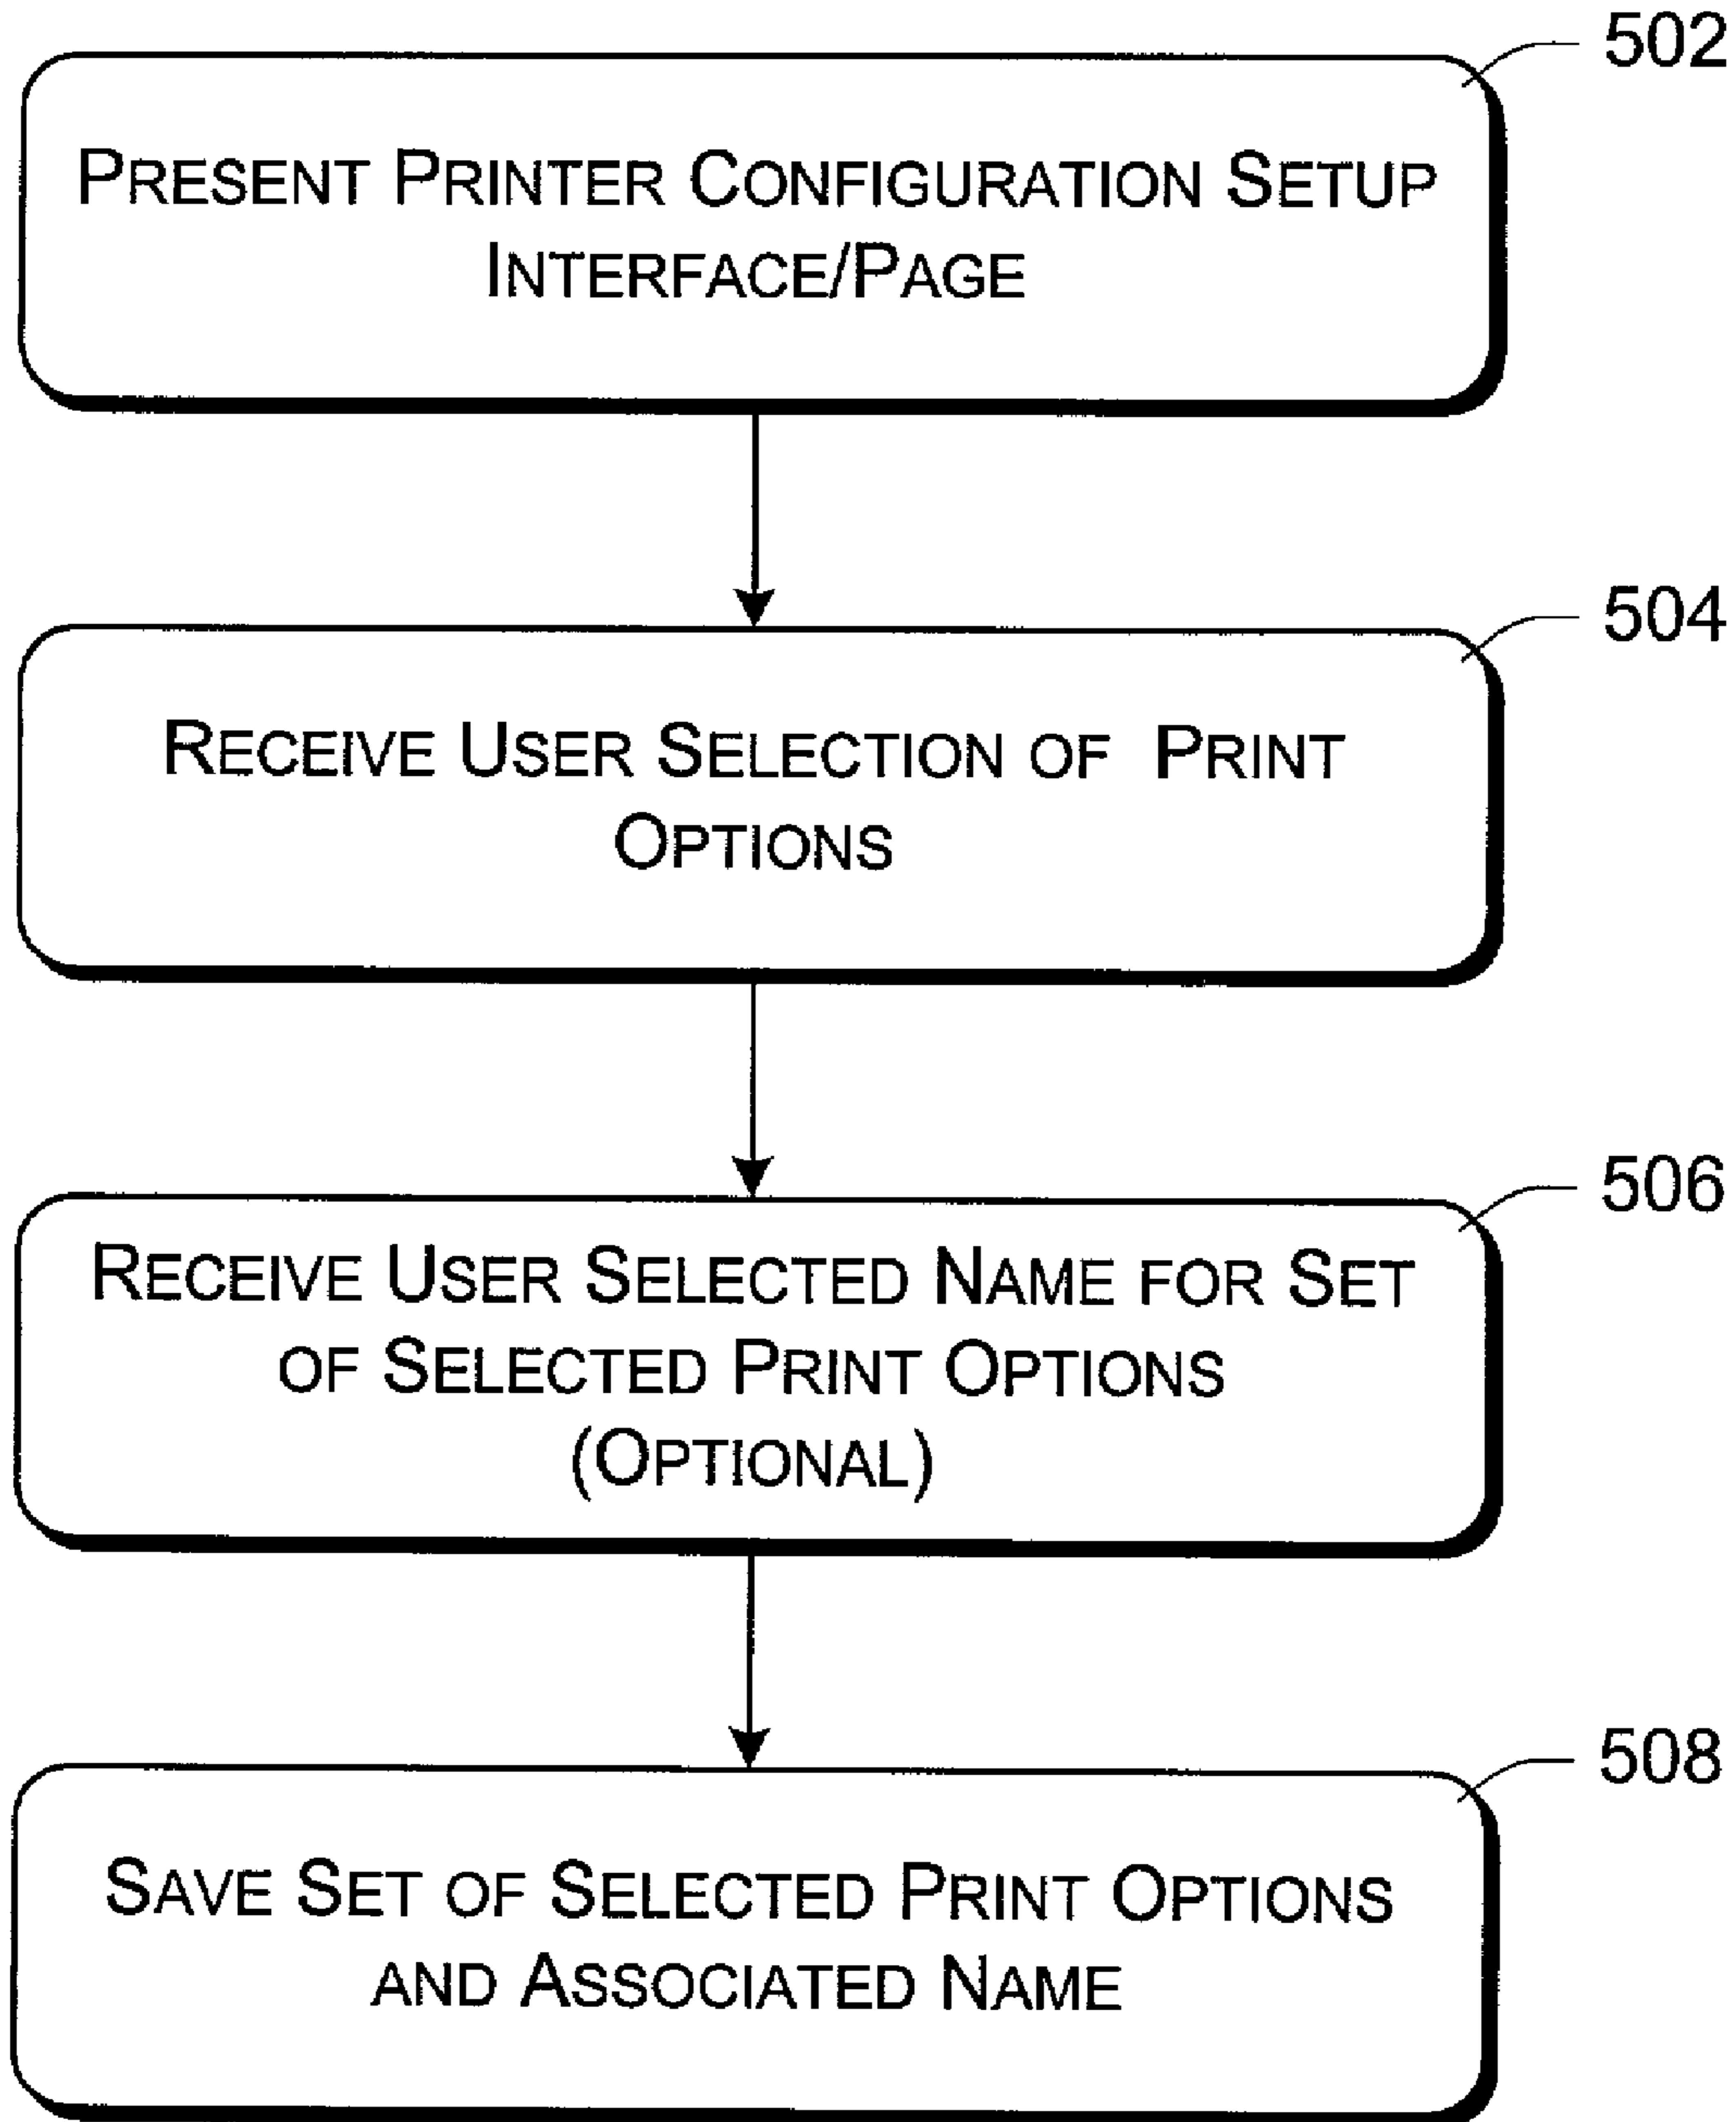 502
PRESENT PRINTER CONFIGURATION SETUP
INTERFACE/PAGE
504
RECEIVE USER SELECTION OF PRINT
OPTIONS
506
RECEIVE USER SELECTED NAME FOR SET
OF SELECTED PRINT OPTIONS
(OPTIONAL)
508
SAVE SET OF SELECTED PRINT OPTIONS
AND ASSOCIATED NAME